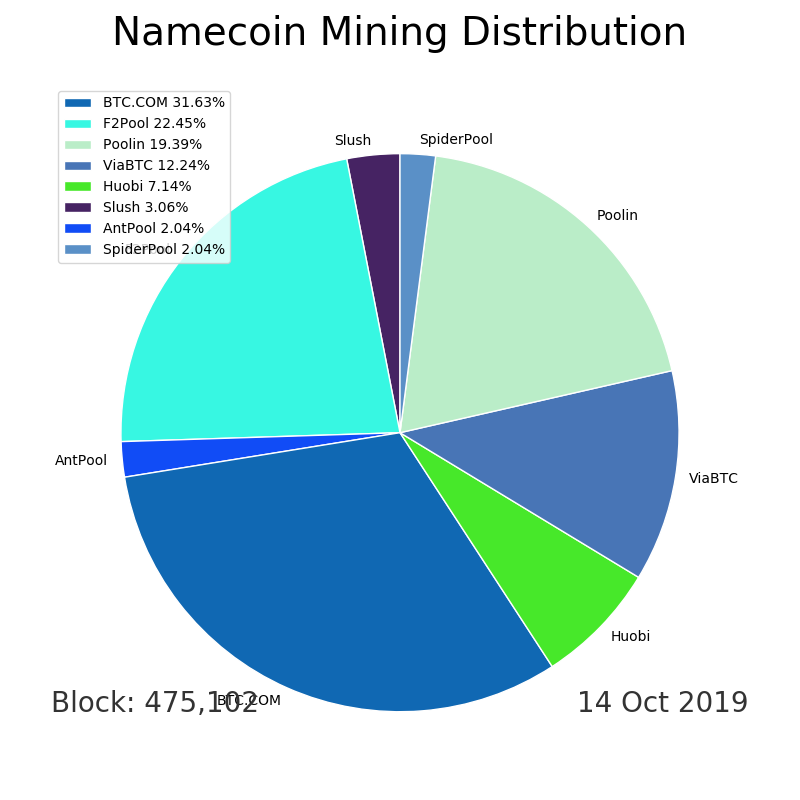 Namecoin Mining Distribution
BTC.COM 31.63%
F2Pool 22.45%
Poolin 19.39%
ViaBTC 12.24%
Huobi 7.14%
Slush 3.06%
AntPool 2.04%
SpiderPool 2.04%
Slush
SpiderPool
Poolin
AntPool
ViaBTC
Huobi
BTC.COM
Block: 475,102
14 Oct 2019